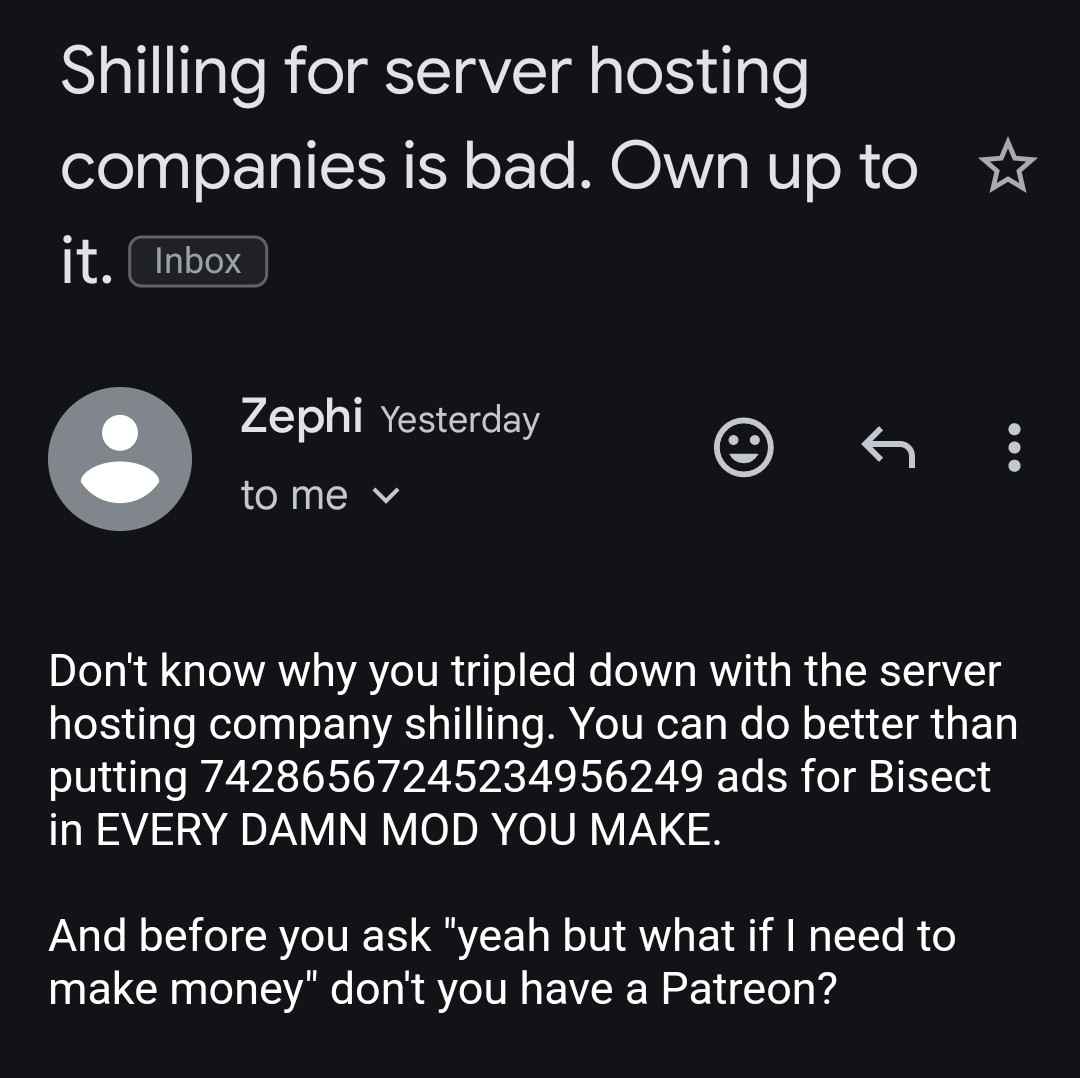 Shilling for server hosting
companies is bad. Own up to
it. Inbox
Zephi Yesterday
to me
Don't know why you tripled down with the server
hosting company shilling. You can do better than
putting 74286567245234956249 ads for Bisect
in EVERY DAMN MOD YOU MAKE.
And before you ask "yeah but what if I need to
make money" don't you have a Patreon?